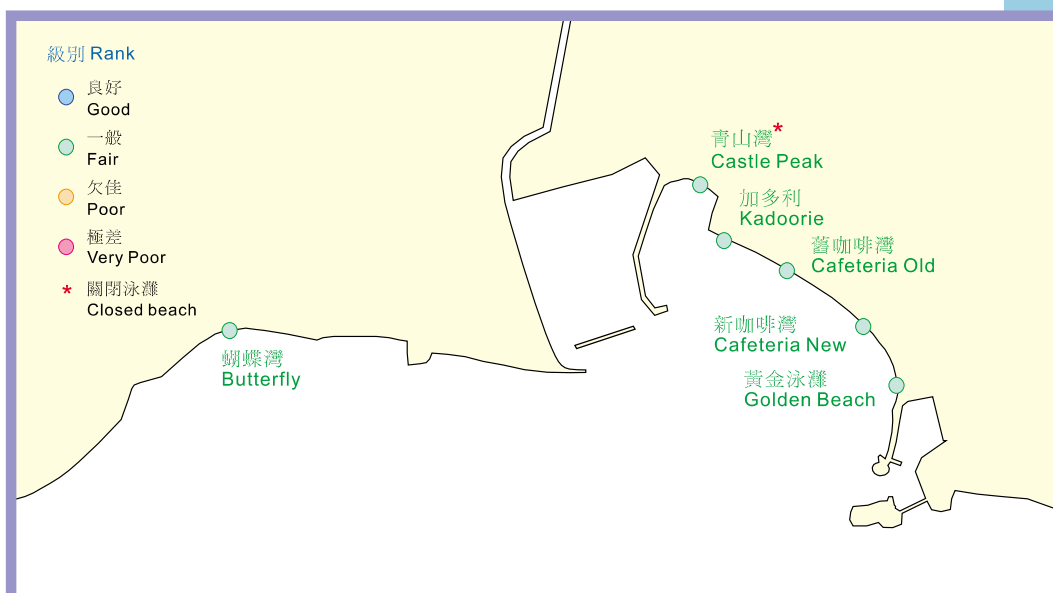 級別 Rank
良好
Good
一般
Fair
欠佳
Poor
極差
Very Poor
* 關閉泳灘
Closed beach
青山灣*
Castle Peak
加多利
Kadoorie
舊咖啡灣
Cafeteria Old
新咖啡灣
Cafeteria New
蝴蝶灣
Butterfly
黃金泳灘
Golden Beach